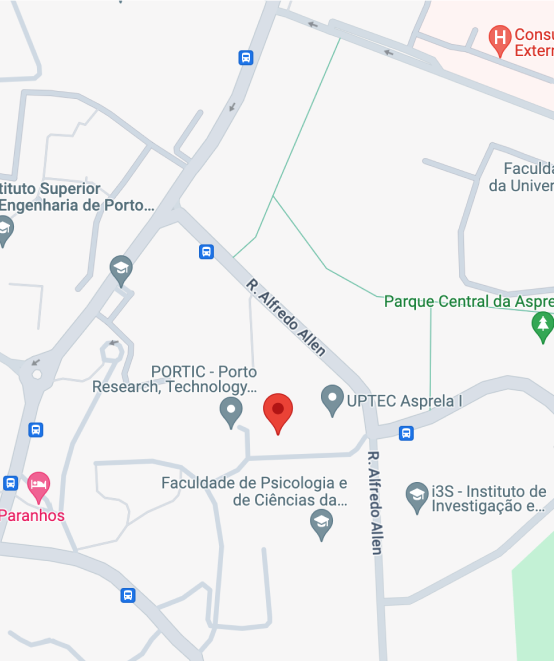 H
Consu
Extern
Faculda
da Univer
tituto Superior
Engenharia de Porto...
R. Alfredo Allen
Parque Central da Aspre
PORTIC - Porto
Research, Technology...
UPTEC Asprela I
Faculdade de Psicologia e
de Ciências da...
R. Alfredo Allen
i3S - Instituto de
Investigação e...
Paranhos